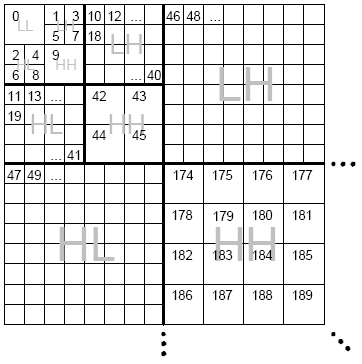 0 1 3 10 12 ... 46 48 ...
LL LH
5 7 18
LH
2 4 9
HL HH
6 8 ... 40
LH
11 13 ... 42 43
19
HL HH
44 45
... 41
47 49 ... 174 175 176 177
...
178 179 180 181
HL HH
182 183 184 185
186 187 188 189